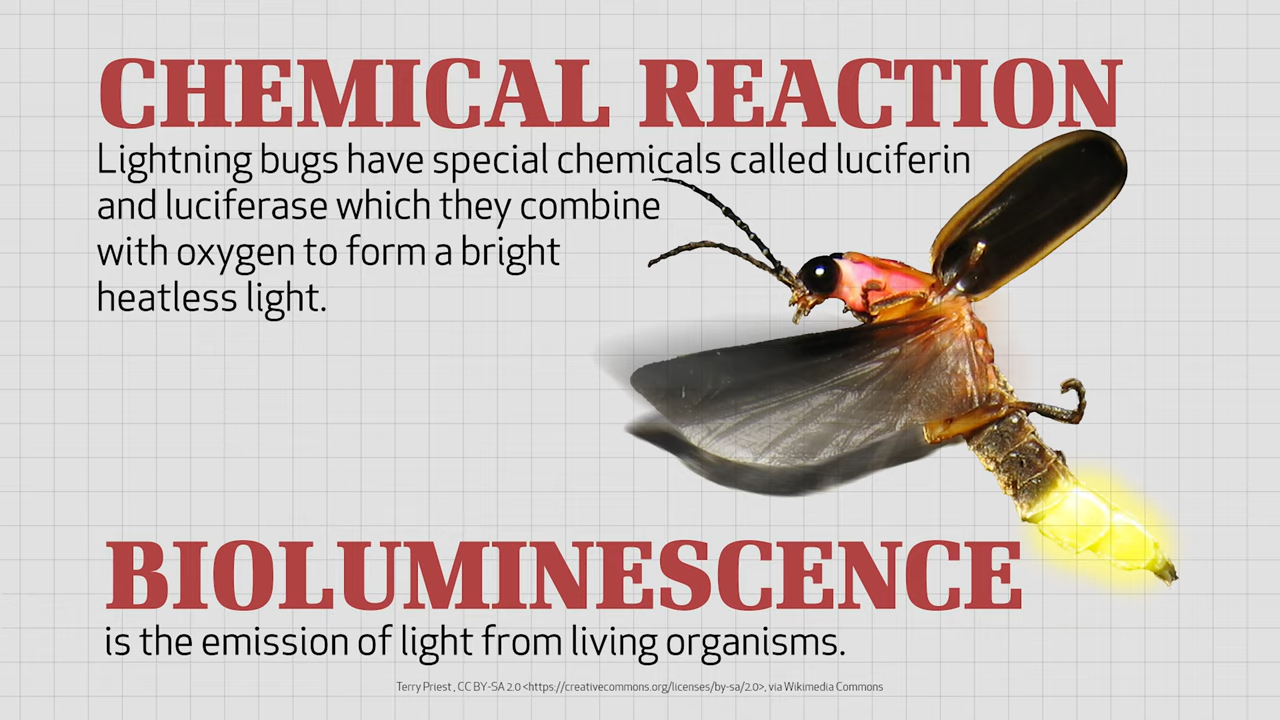 CHEMICAL REACTION
Lightning bugs have special chemicals called luciferin
and luciferase which they combine
with oxygen to form a bright
heatless light.
BIOLUMINESCENCE
is the emission of light from living organisms.
Terry Priest , CC BY-SA 2.0 <https://creativecommons.org/licenses/by-sa/2.0>, via Wikimedia Commons